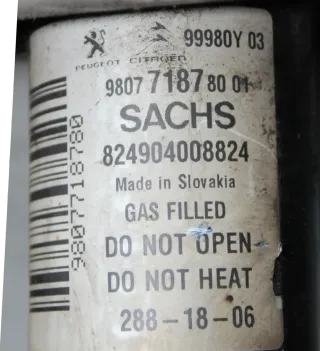 99980Y 03
PEUGEOT CITROËN
9807 7187 80 01
SACHS
824904008824
Made in Slovakia
GAS FILLED
DO NOT OPEN
DO NOT HEAT
288-18-06
9807718780